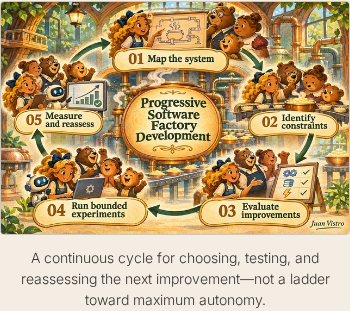 01 Map the system
Progressive
Software
Factory
Development
02 Identify
constraints
03 Evaluate
improvements
04 Run bounded
experiments
05 Measure
and reassess
Juan Vistro
A continuous cycle for choosing, testing, and
reassessing the next improvement—not a ladder
toward maximum autonomy.